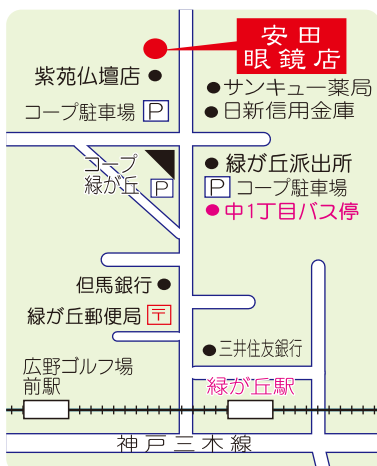 安田
眼鏡店
紫苑仏壇店
サンキュー薬局
コープ駐車場 P
日新信用金庫
コープ
緑が丘
P
緑が丘派出所
P コープ駐車場
中1丁目バス停
但馬銀行
緑が丘郵便局 〒
三井住友銀行
広野ゴルフ場
前駅
緑が丘駅
神戸三木線